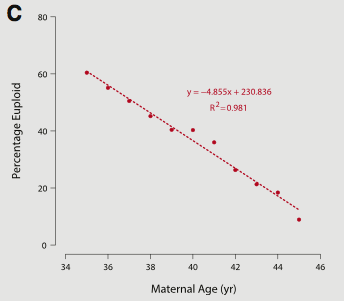 C
80
60
40
20
0
Percentage Euploid
y = –4.855x + 230.836
R²=0.981
34 36 38 40 42 44 46
Maternal Age (yr)